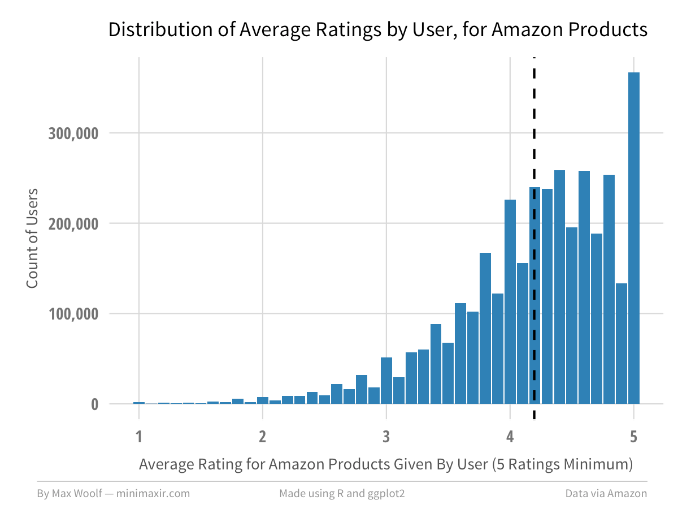 Distribution of Average Ratings by User, for Amazon Products
Count of Users
300,000
200,000
100,000
0
1 2 3 4 5
Average Rating for Amazon Products Given By User (5 Ratings Minimum)
By Max Woolf — minimaxir.com Made using R and ggplot2 Data via Amazon